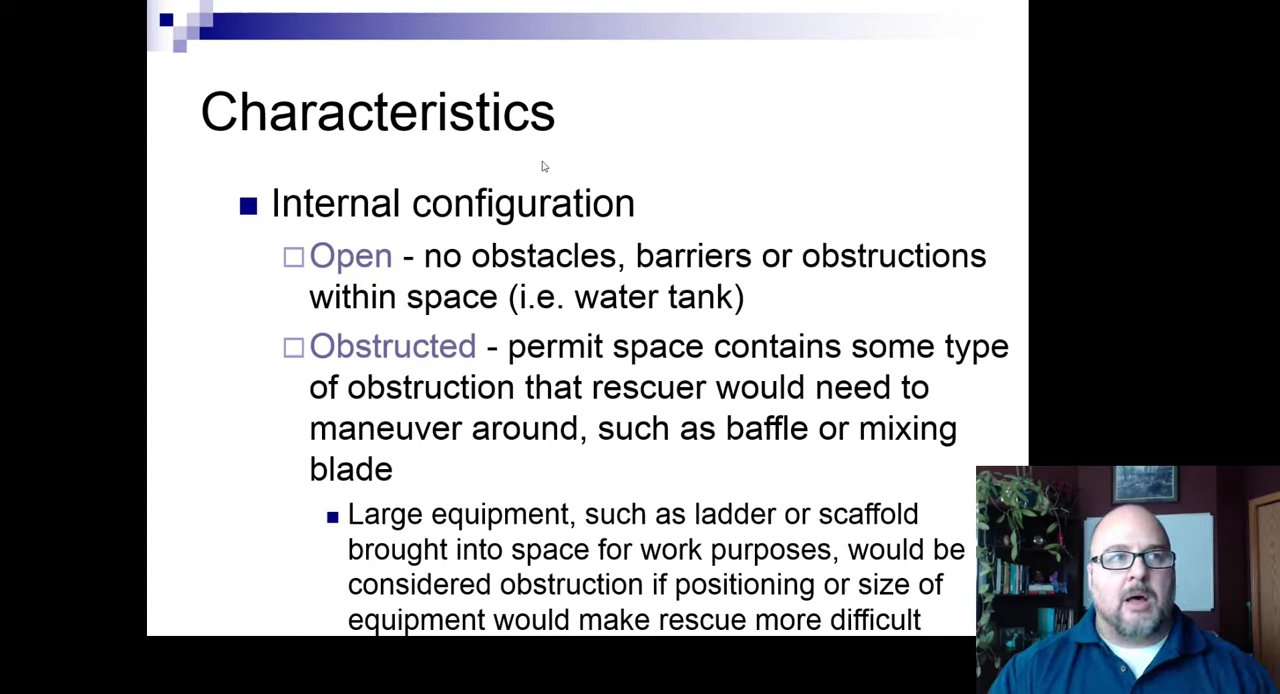 Characteristics
Internal configuration
Open - no obstacles, barriers or obstructions
within space (i.e. water tank)
Obstructed - permit space contains some type
of obstruction that rescuer would need to
maneuver around, such as baffle or mixing
blade
Large equipment, such as ladder or scaffold
brought into space for work purposes, would be
considered obstruction if positioning or size of
equipment would make rescue more difficult